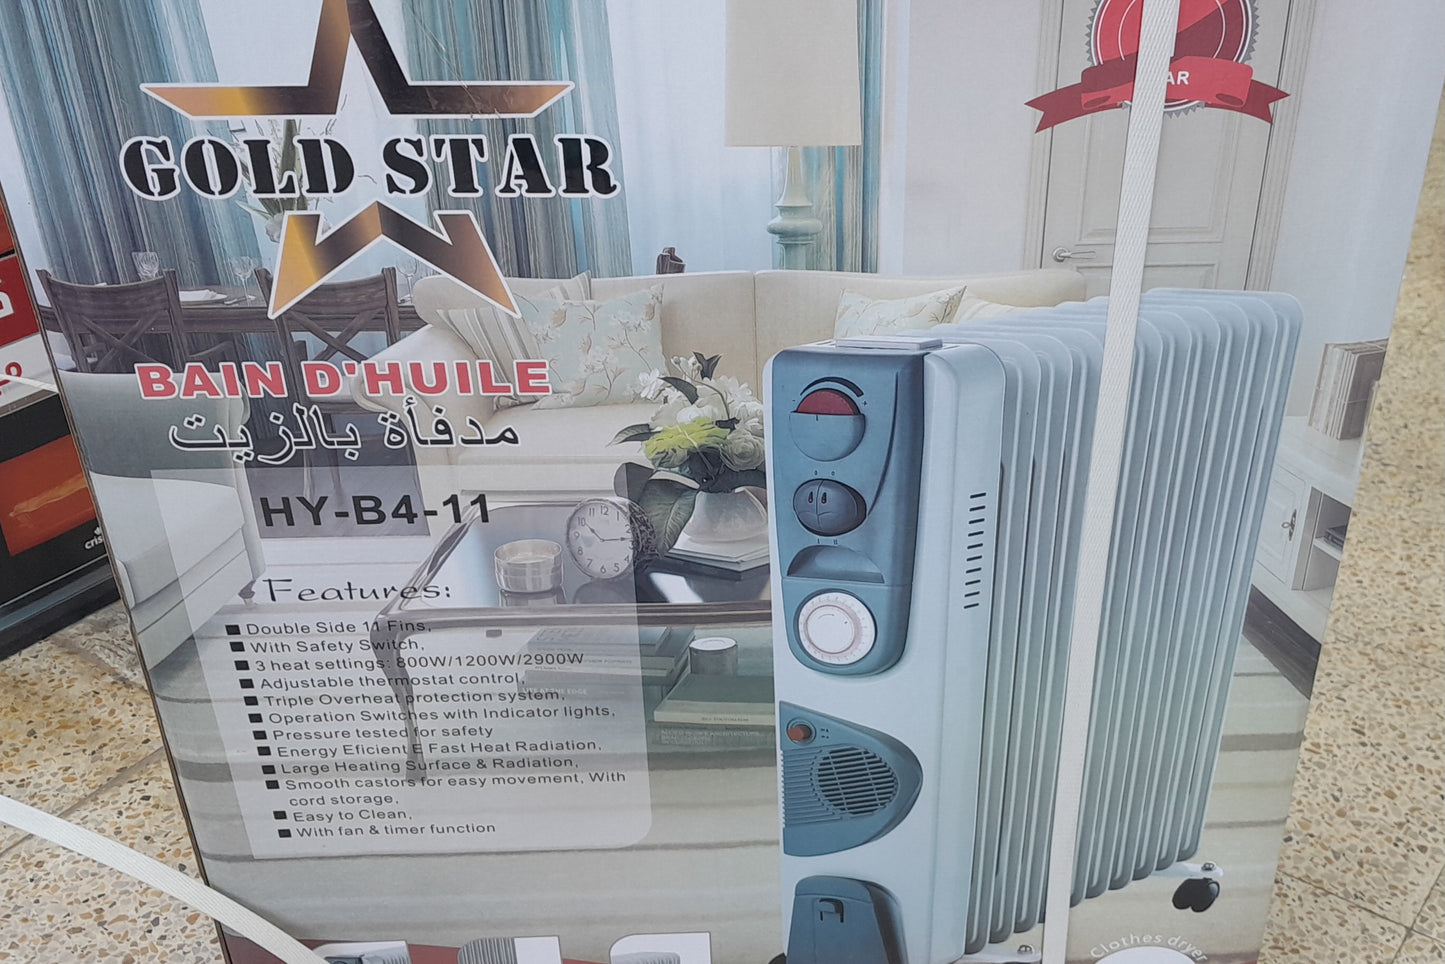 GOLD STAR
AR
BAIN D'HUILE
مدفأة بالزيت
HY-B4-11
Features:
Double Side 11 Fins,
With Safety Switch,
3 heat settings: 800W/1200W/2900W
Adjustable thermostat control,
Triple Overheat protection system,
Operation Switches with Indicator lights,
Pressure tested for safety
Energy Eficient E Fast Heat Radiation,
Large Heating Surface & Radiation,
Smooth castors for easy movement, With
cord storage,
Easy to Clean,
With fan & timer function
Clothes dryer